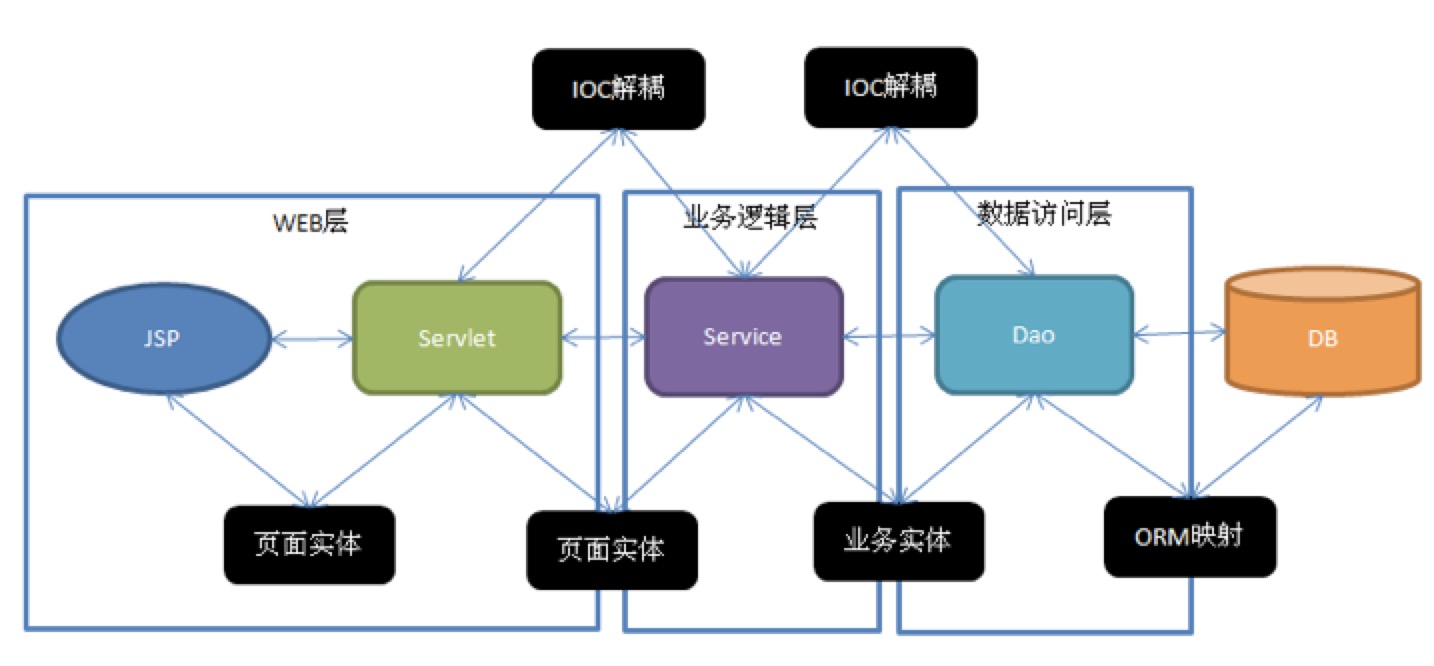 IOC解耦
IOC解耦
WEB层
业务逻辑层
数据访问层
JSP
Servlet
Service
Dao
DB
页面实体
页面实体
业务实体
ORM映射